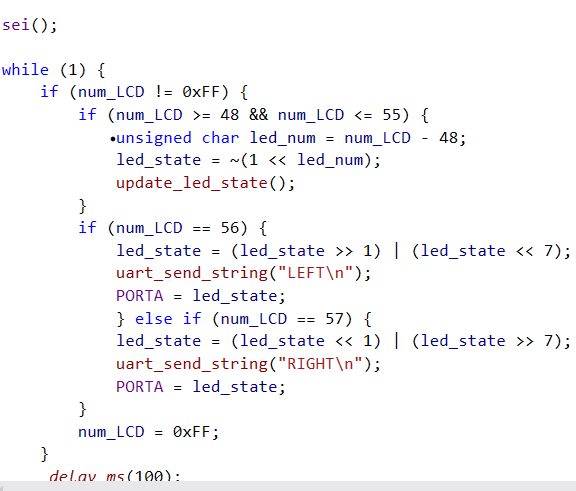 sei();
while (1) {
if (num_LCD != 0xFF) {
if (num_LCD >= 48 && num_LCD <= 55) {
•unsigned char led_num = num_LCD - 48;
led_state = ~(1 << led_num);
update_led_state();
}
if (num_LCD == 56) {
led_state = (led_state >> 1) | (led_state << 7);
uart_send_string("LEFT\n");
PORTA = led_state;
} else if (num_LCD == 57) {
led_state = (led_state << 1) | (led_state >> 7);
uart_send_string("RIGHT\n");
PORTA = led_state;
}
num_LCD = 0xFF;
}
_delay_ms(100);